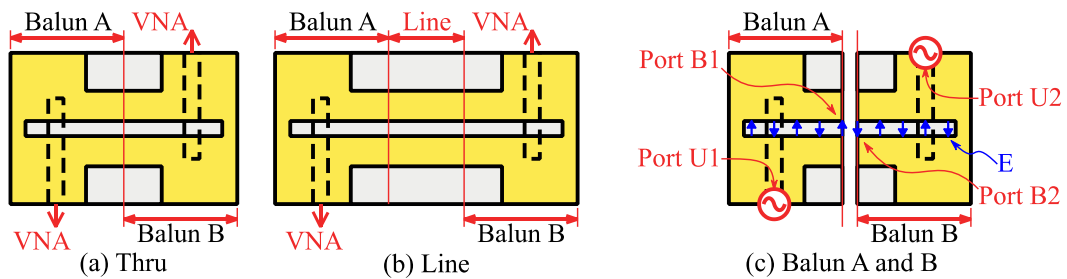 Balun A
VNA
VNA
Balun B
(a) Thru
Balun A
Line
VNA
VNA
Balun B
(b) Line
Balun A
Port B1
Port U2
Port U1
E
Port B2
Balun B
(c) Balun A and B